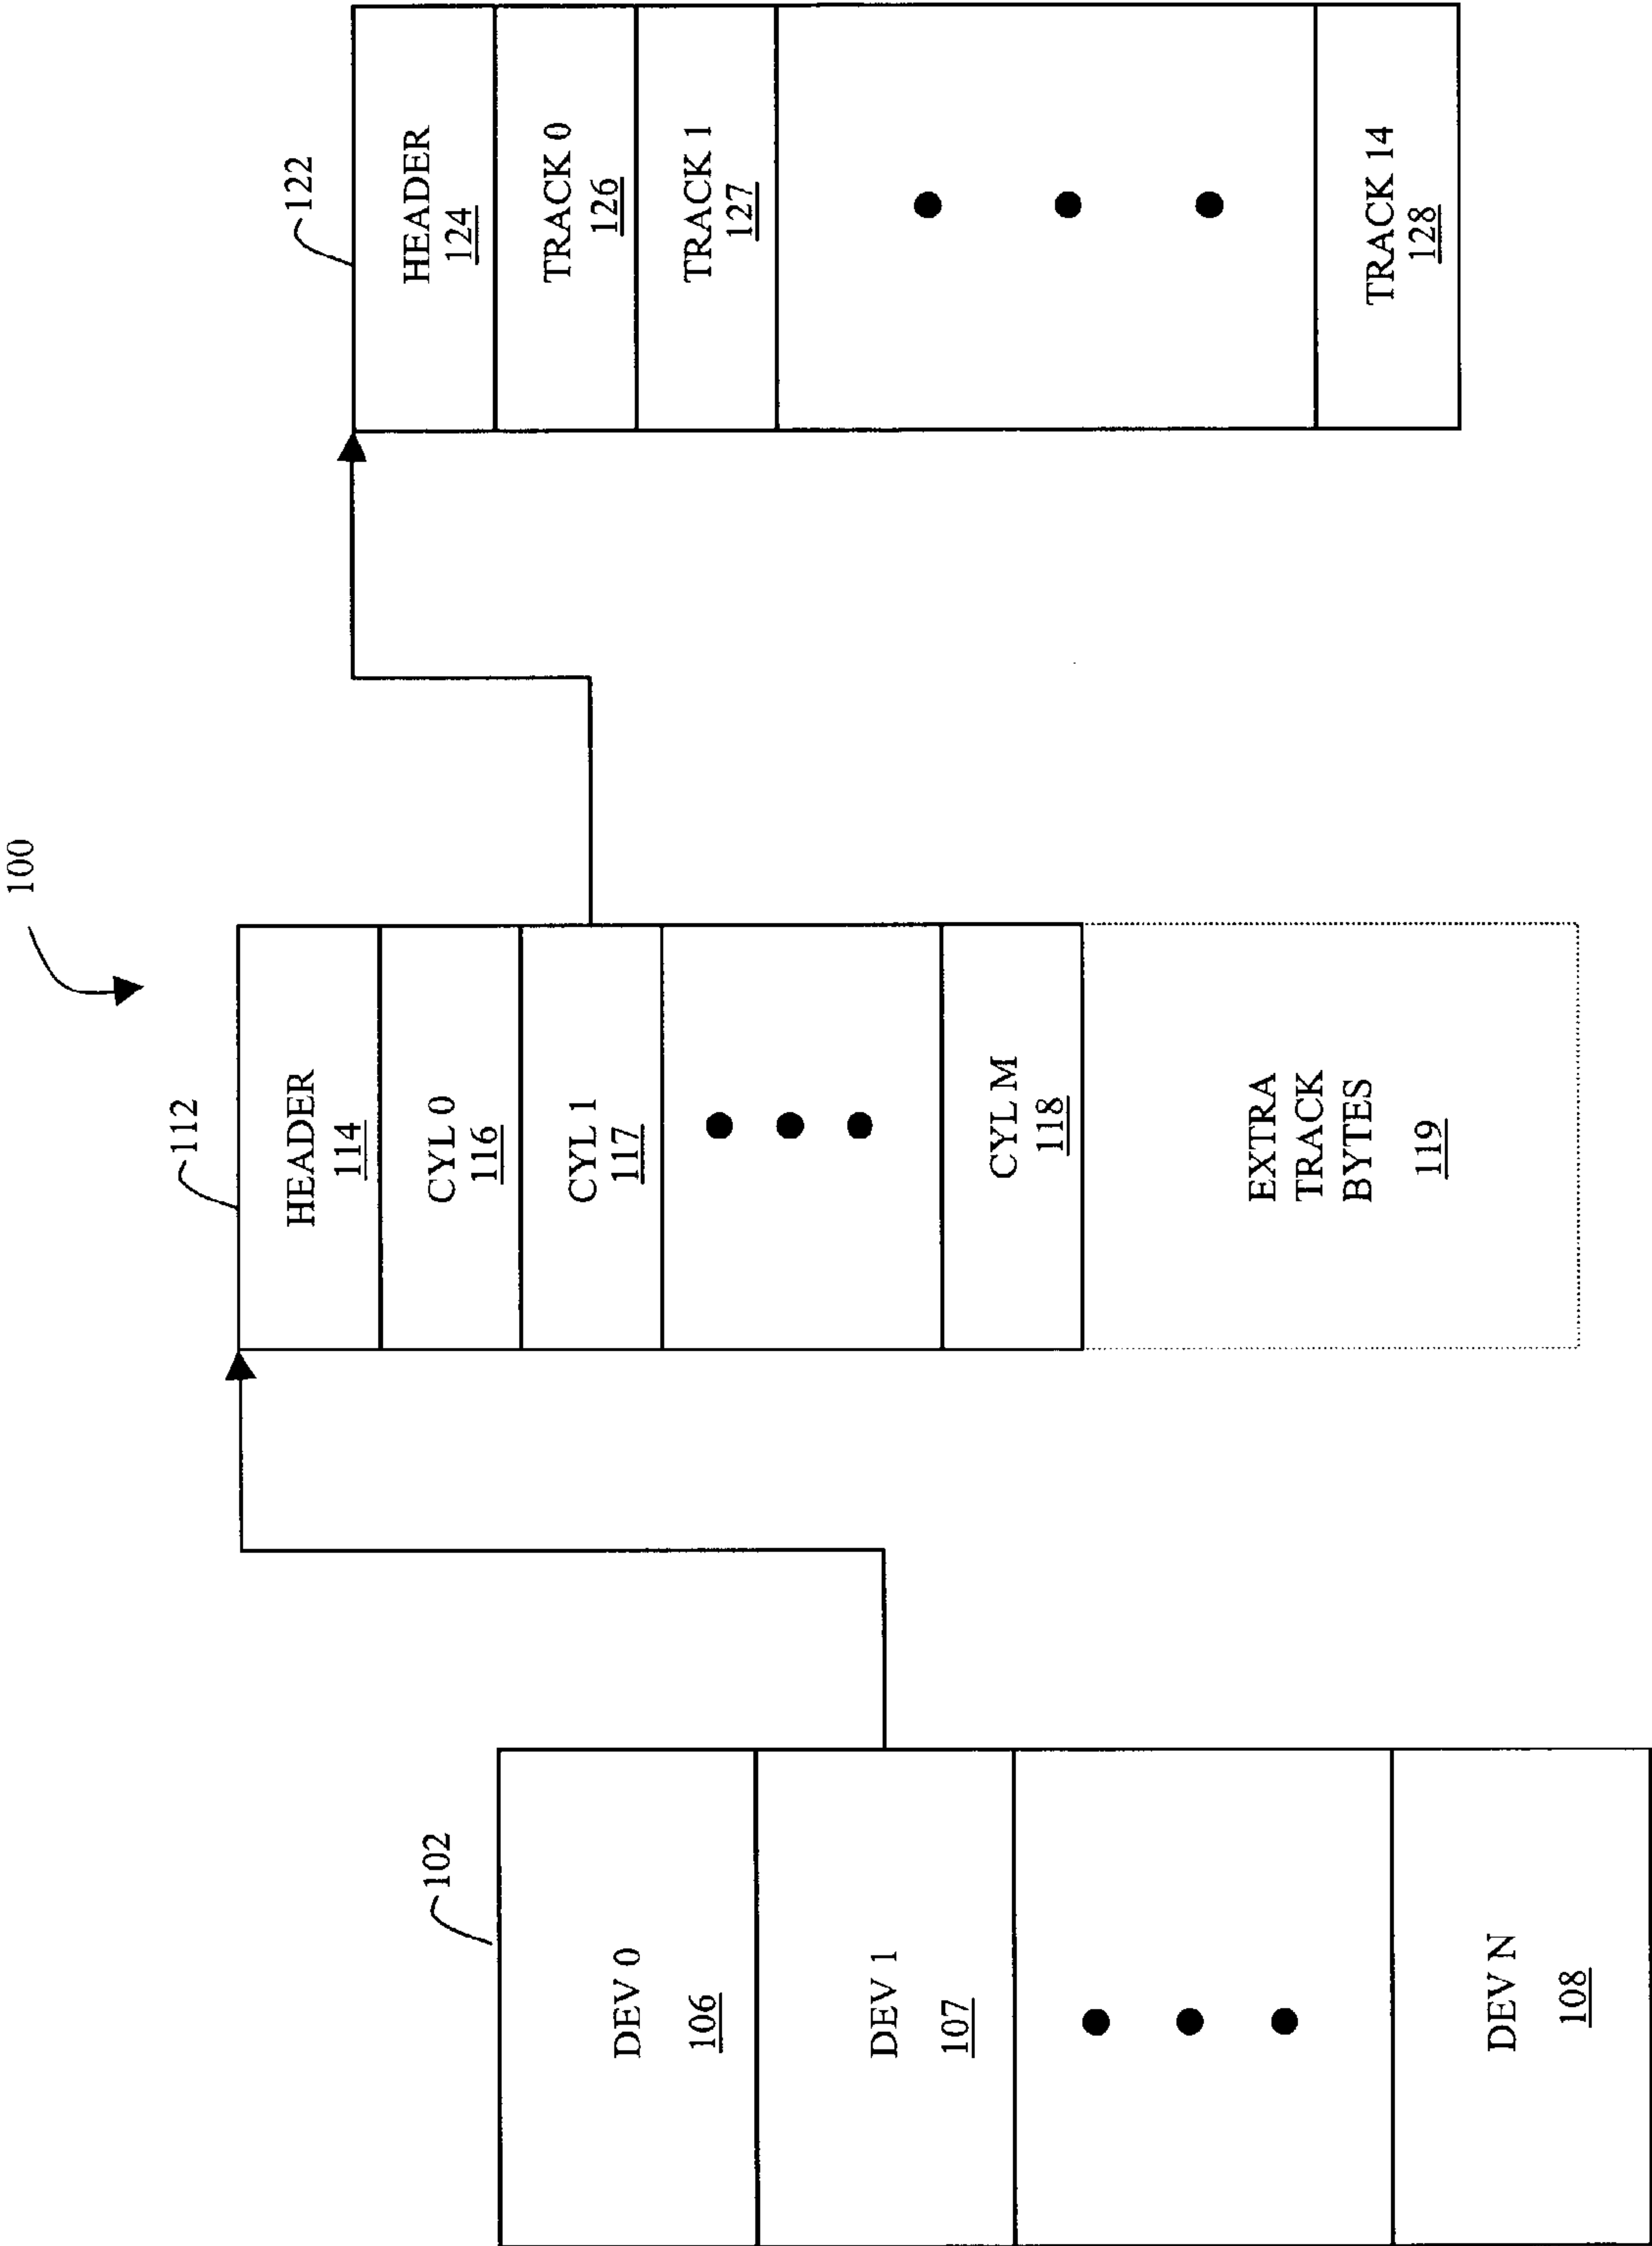 100
102
DEV 0
106
DEV 1
107
DEV N
108
112
HEADER
114
CYL 0
116
CYL 1
117
CYL M
118
EXTRA
TRACK
BYTES
119
122
HEADER
124
TRACK 0
126
TRACK 1
127
TRACK 14
128